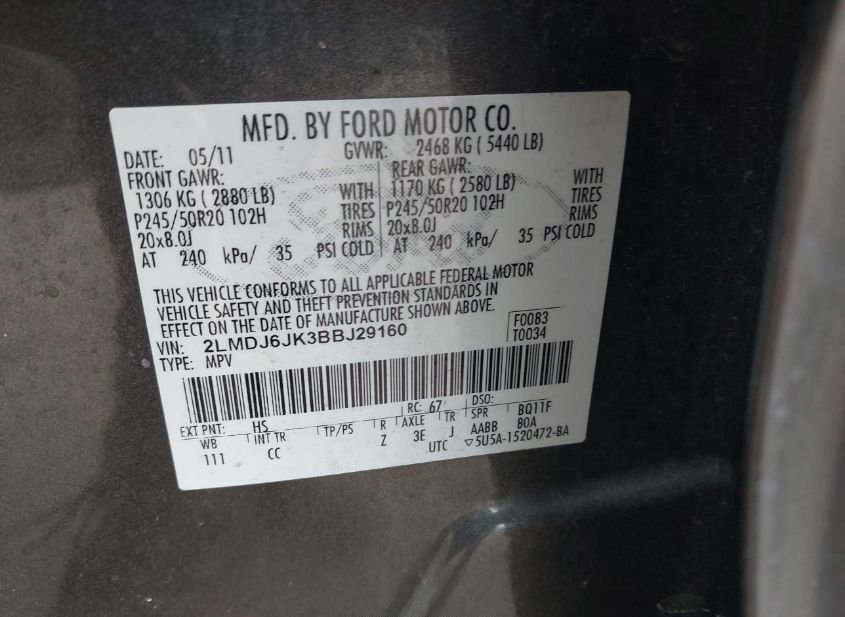 MFD. BY FORD MOTOR CO.
DATE: 05/11 GVWR: 2468 KG ( 5440 LB)
FRONT GAWR: REAR GAWR:
1306 KG ( 2880 LB) WITH 1170 KG ( 2580 LB) WITH
P245/50R20 102H TIRES P245/50R20 102H TIRES
20x8.0J RIMS 20x8.0J RIMS
AT 240 kPa/ 35 PSI COLD AT 240 kPa/ 35 PSI COLD
THIS VEHICLE CONFORMS TO ALL APPLICABLE FEDERAL MOTOR
VEHICLE SAFETY AND THEFT PREVENTION STANDARDS IN
EFFECT ON THE DATE OF MANUFACTURE SHOWN ABOVE.
VIN: 2LMDJ6JK3BBJ29160 F0083
TYPE: MPV T0034
EXT PNT: HS RC: 67 DSO:
WB INT TR TP/PS R AXLE TR SPR BQ11F
111 CC Z 3E J AABB 80A
UTC ▽5U5A-1520472-BA